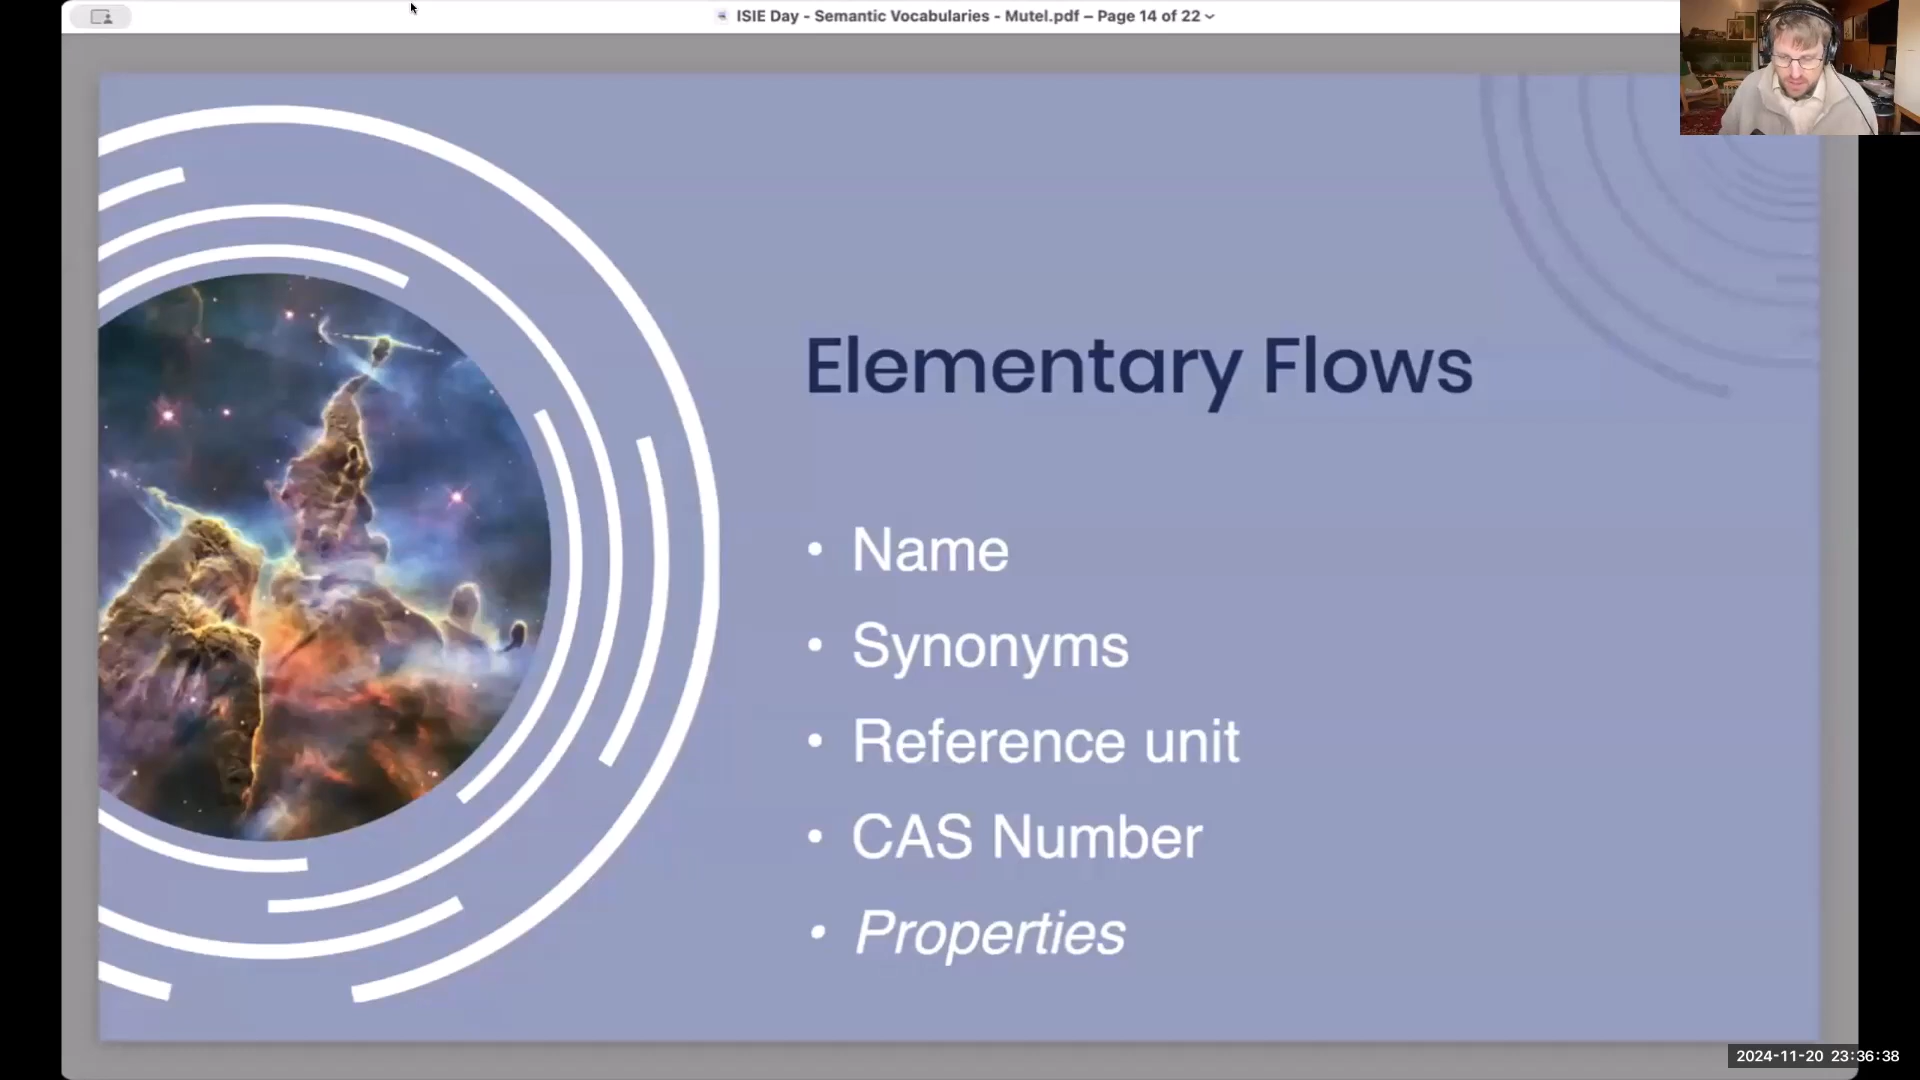 ISIE Day - Semantic Vocabularies - Mutel.pdf – Page 14 of 22
Elementary Flows
• Name
• Synonyms
• Reference unit
• CAS Number
• Properties
2024-11-20 23:36:38